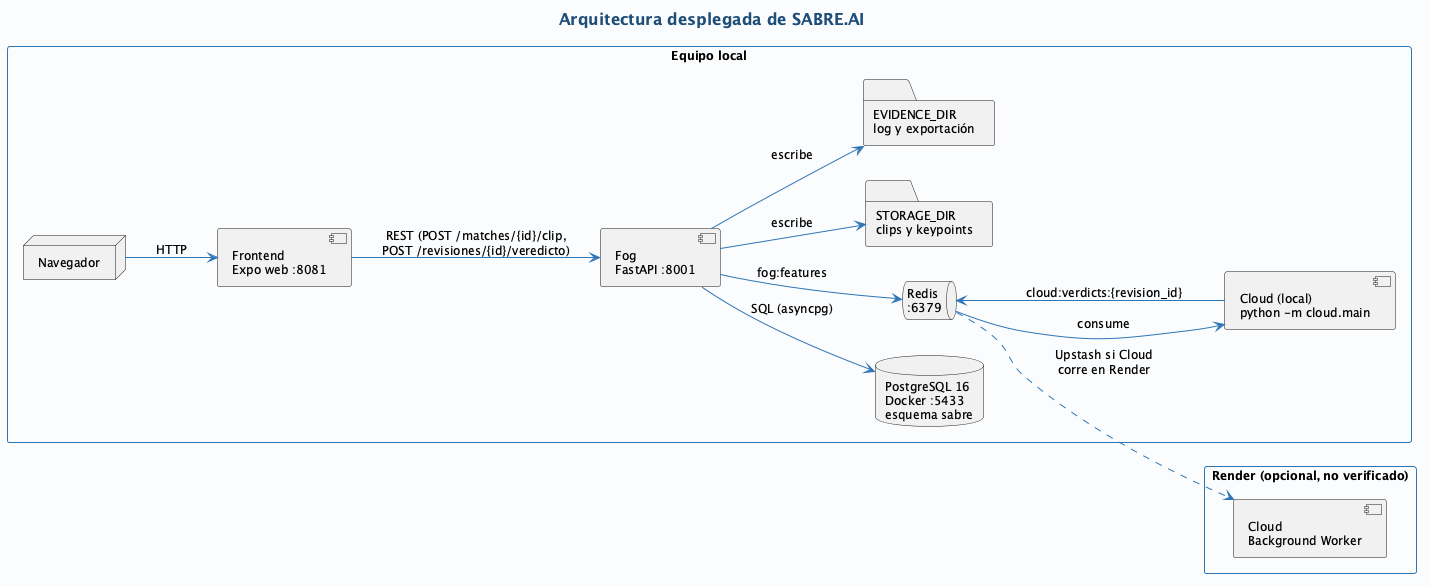 Arquitectura desplegada de SABRE.AI
Equipo local
EVIDENCE_DIR
log y exportación
escribe
STORAGE_DIR
clips y keypoints
escribe
Navegador
HTTP
Frontend
Expo web :8081
REST (POST /matches/{id}/clip,
POST /revisiones/{id}/veredicto)
Fog
FastAPI :8001
fog:features
Redis
:6379
cloud:verdicts:{revision_id}
consume
Cloud (local)
python -m cloud.main
SQL (asyncpg)
Upstash si Cloud
corre en Render
PostgreSQL 16
Docker :5433
esquema sabre
Render (opcional, no verificado)
Cloud
Background Worker